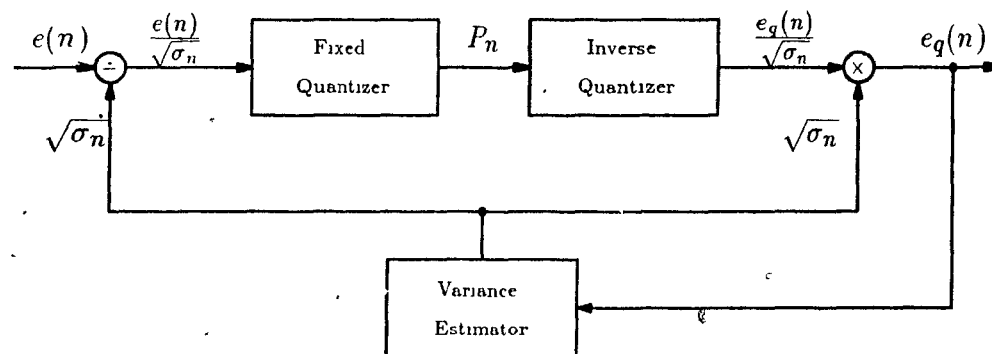 e(n)
÷
e(n)/√σn
Fixed
Quantizer
Pn
Inverse
Quantizer
eq(n)/√σn
×
eq(n)
√σn
√σn
Variance
Estimator